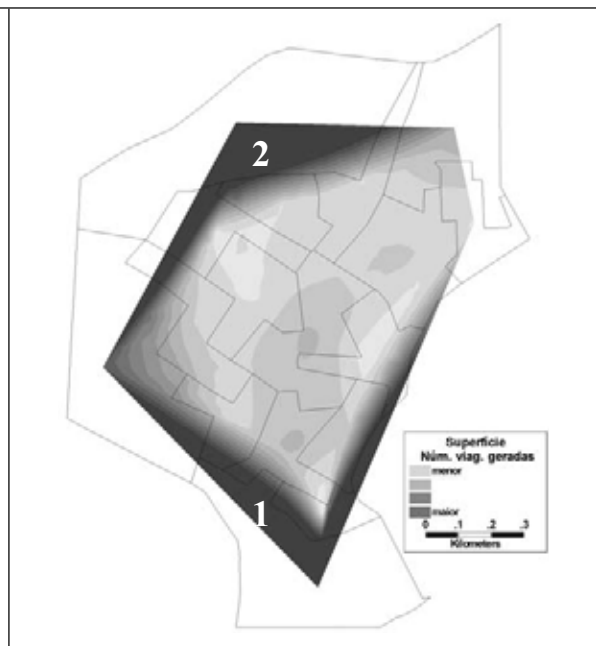 2
1
Superfície
Núm. viag. geradas
menor
maior
0 .1 .2 .3
Kilometers